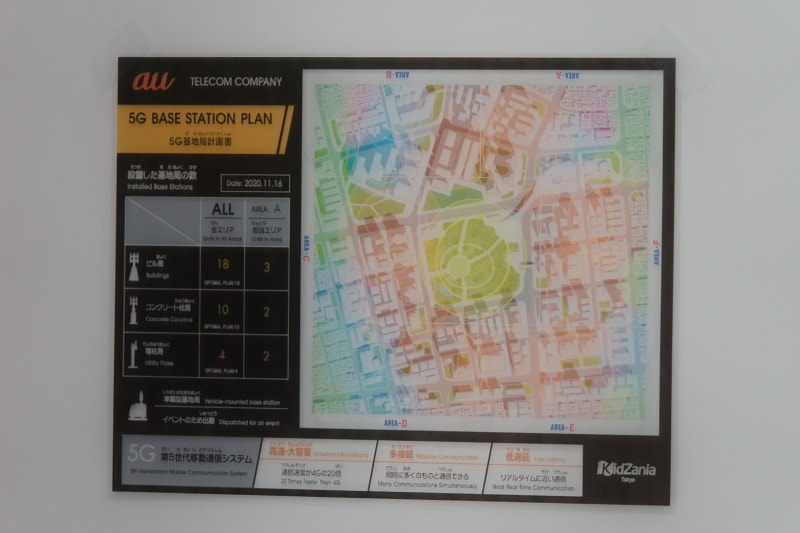 au TELECOM COMPANY
5G BASE STATION PLAN
5G基地局計画書
設置した基地局の数
Installed Base Stations
Date: 2020.11.16
ALL
全エリア
Units in All Areas
AREA: A
担当エリア
Units in Area
ビル局
Buildings
18
OPTIMAL PLAN:18
3
コンクリート柱局
Concrete Columns
10
OPTIMAL PLAN:10
2
電柱局
Utility Poles
4
OPTIMAL PLAN:4
2
車載型基地局 Vehicle-mounted base station
イベントのため出動 Dispatched for an event
AREA-B
AREA-A
AREA-C
AREA-F
AREA-D
AREA-E
5G 第5世代移動通信システム
5th Generation Mobile Communication System
高速・大容量 Enhanced Broadband
通信速度が4Gの20倍
20 Times Faster Than 4G
多接続 Massive Communication
同時に多くのものと通信できる
Many Communications Simultaneously
低遅延 Low Latency
リアルタイムに近い通信
Near Real-Time Communication
KidZania
Tokyo